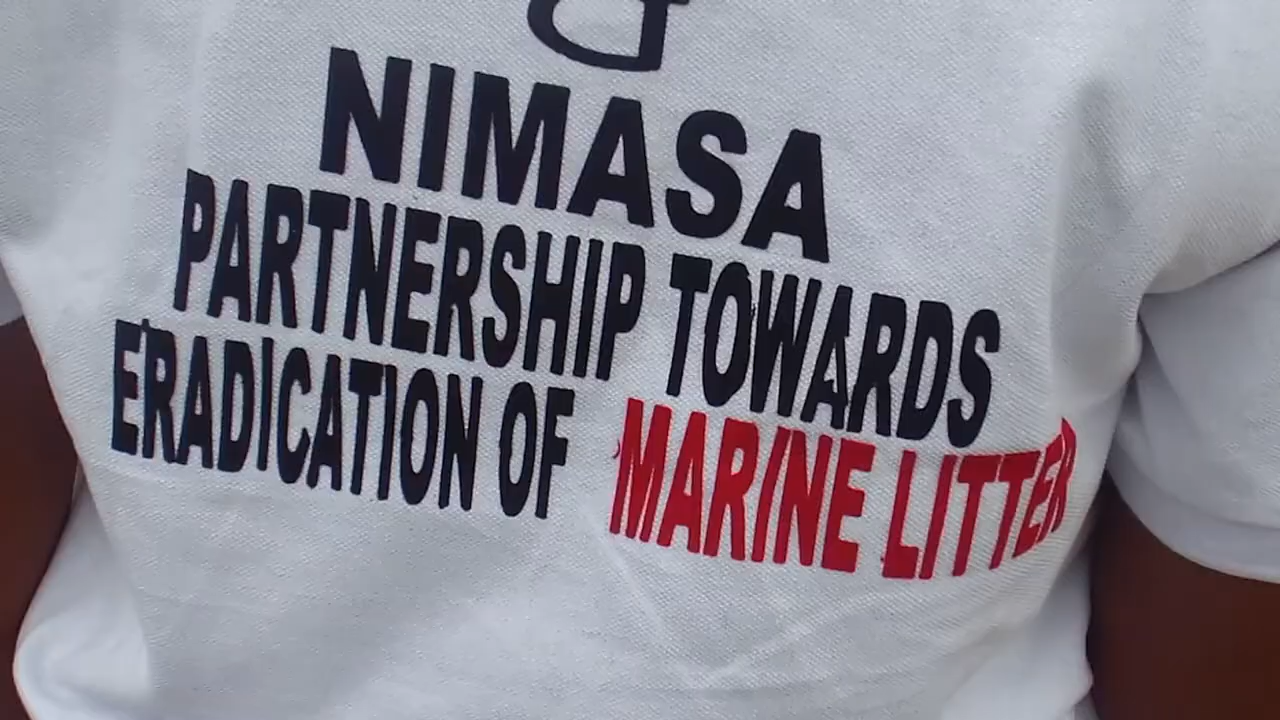 &
NIMASA
PARTNERSHIP TOWARDS
ERADICATION OF MARINE LITTER